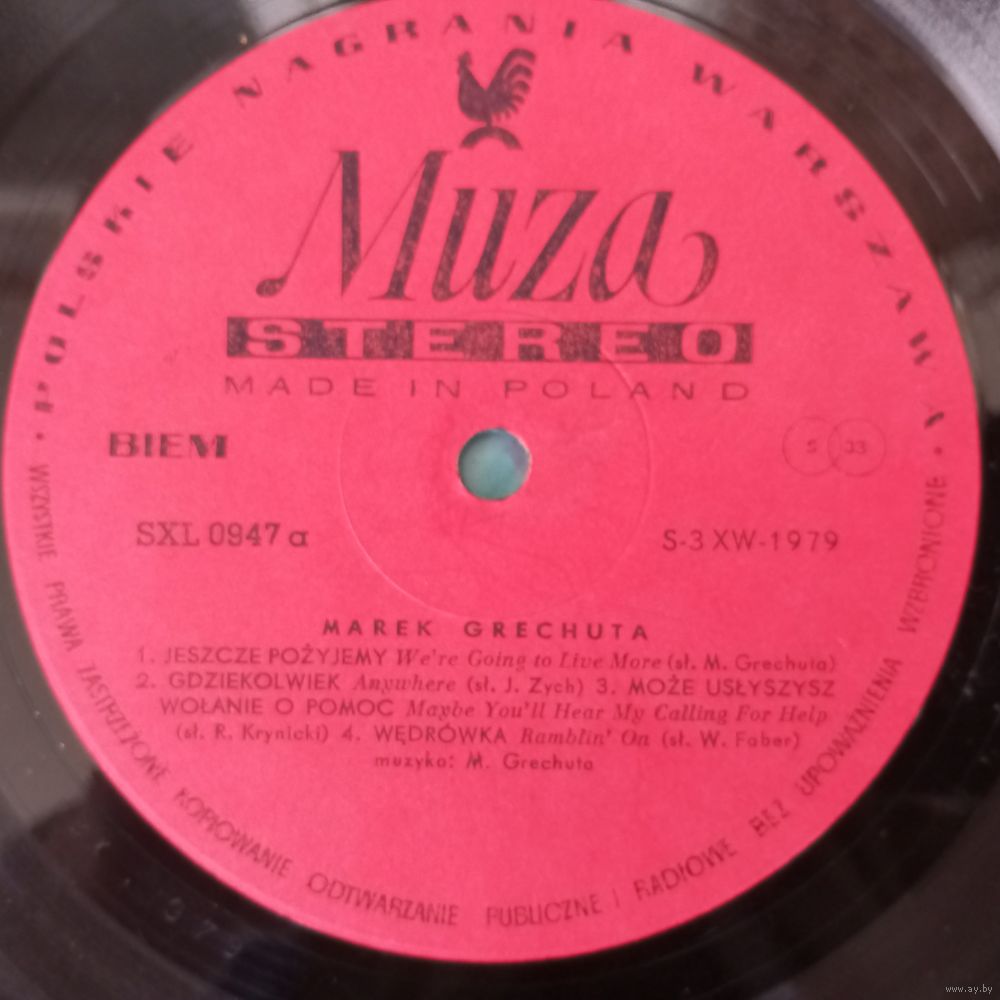 POLSKIE NAGRANIA WARSZAWA
Muza
STEREO
MADE IN POLAND
BIEM
S 33
SXL 0947 a
S-3 XW-1979
MAREK GRECHUTA
1. JESZCZE POŻYJEMY We're Going to Live More (sł. M. Grechuta)
2. GDZIEKOLWIEK Anywhere (sł. J. Zych) 3. MOŻE USŁYSZYSZ
WOŁANIE O POMOC Maybe You'll Hear My Calling For Help
(sł. R. Krynicki) 4. WĘDRÓWKA Ramblin' On (sł. W. Faber)
muzyka: M. Grechuta
WSZYSTKIE PRAWA ZASTRZEŻONE KOPIOWANIE ODTWARZANIE PUBLICZNE I RADIOWE BEZ UPOWAŻNIENIA WZBRONIONE
www.ay.by